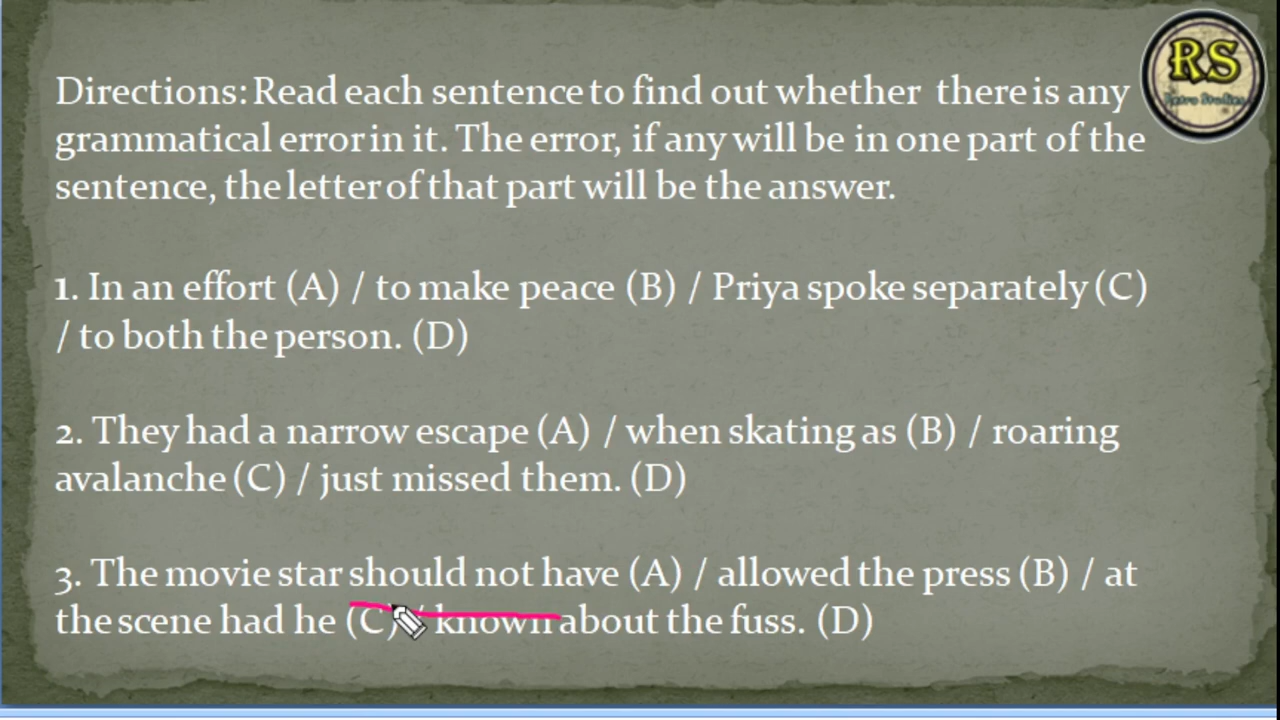 RS
Retro Studies
Directions: Read each sentence to find out whether there is any
grammatical error in it. The error, if any will be in one part of the
sentence, the letter of that part will be the answer.
1. In an effort (A) / to make peace (B) / Priya spoke separately (C)
/ to both the person. (D)
2. They had a narrow escape (A) / when skating as (B) / roaring
avalanche (C) / just missed them. (D)
3. The movie star should not have (A) / allowed the press (B) / at
the scene had he (C) / known about the fuss. (D)